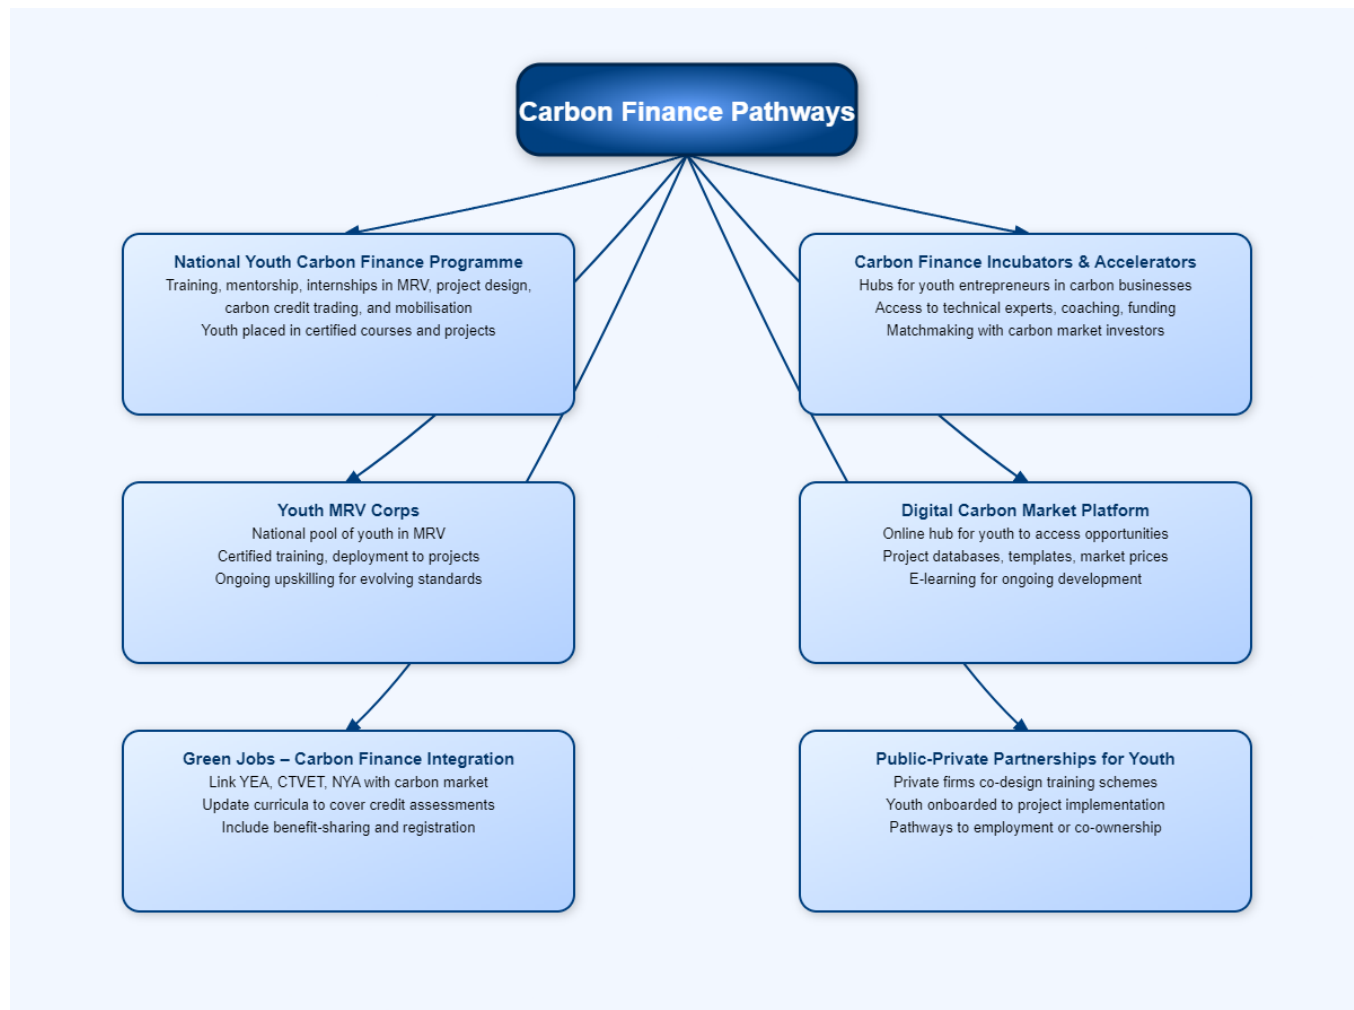 Carbon Finance Pathways
National Youth Carbon Finance Programme
Training, mentorship, internships in MRV, project design,
carbon credit trading, and mobilisation
Youth placed in certified courses and projects
Carbon Finance Incubators & Accelerators
Hubs for youth entrepreneurs in carbon businesses
Access to technical experts, coaching, funding
Matchmaking with carbon market investors
Youth MRV Corps
National pool of youth in MRV
Certified training, deployment to projects
Ongoing upskilling for evolving standards
Digital Carbon Market Platform
Online hub for youth to access opportunities
Project databases, templates, market prices
E-learning for ongoing development
Green Jobs – Carbon Finance Integration
Link YEA, CTVET, NYA with carbon market
Update curricula to cover credit assessments
Include benefit-sharing and registration
Public-Private Partnerships for Youth
Private firms co-design training schemes
Youth onboarded to project implementation
Pathways to employment or co-ownership